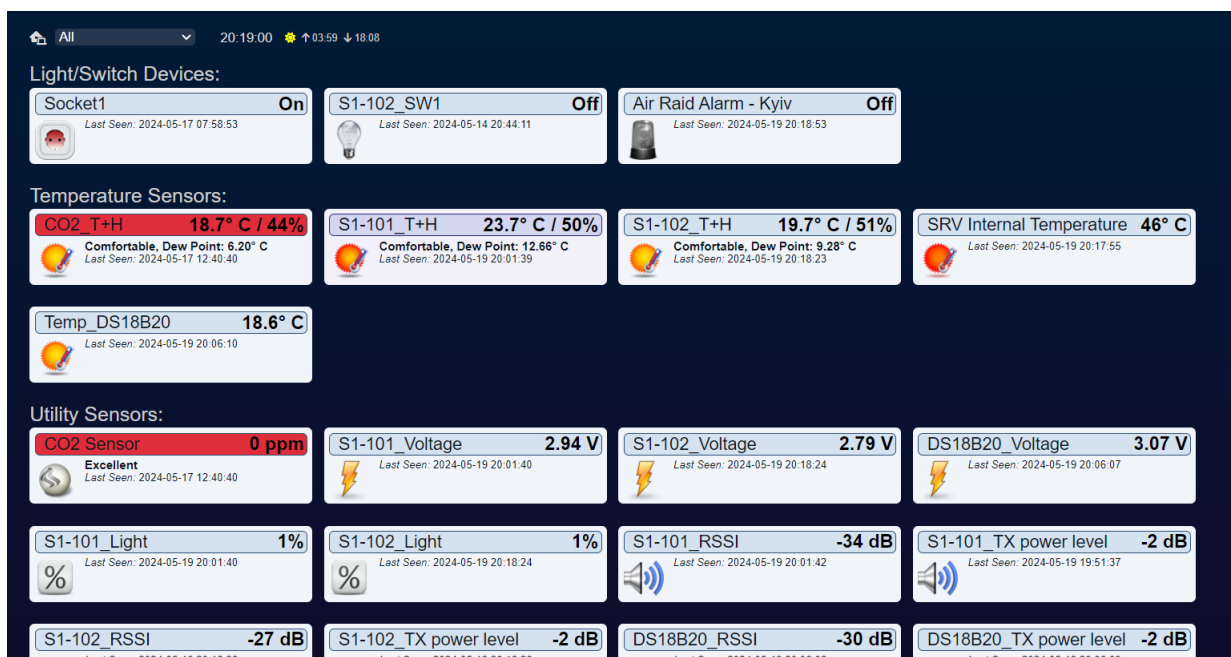 All 20:19:00 ↑03:59 ↓18:08
Light/Switch Devices:
Socket1 On
Last Seen: 2024-05-17 07:58:53
S1-102_SW1 Off
Last Seen: 2024-05-14 20:44:11
Air Raid Alarm - Kyiv Off
Last Seen: 2024-05-19 20:18:53
Temperature Sensors:
CO2_T+H 18.7° C / 44%
Comfortable, Dew Point: 6.20° C
Last Seen: 2024-05-17 12:40:40
S1-101_T+H 23.7° C / 50%
Comfortable, Dew Point: 12.66° C
Last Seen: 2024-05-19 20:01:39
S1-102_T+H 19.7° C / 51%
Comfortable, Dew Point: 9.28° C
Last Seen: 2024-05-19 20:18:23
SRV Internal Temperature 46° C
Last Seen: 2024-05-19 20:17:55
Temp_DS18B20 18.6° C
Last Seen: 2024-05-19 20:06:10
Utility Sensors:
CO2 Sensor 0 ppm
Excellent
Last Seen: 2024-05-17 12:40:40
S1-101_Voltage 2.94 V
Last Seen: 2024-05-19 20:01:40
S1-102_Voltage 2.79 V
Last Seen: 2024-05-19 20:18:24
DS18B20_Voltage 3.07 V
Last Seen: 2024-05-19 20:06:07
S1-101_Light 1%
Last Seen: 2024-05-19 20:01:40
%
S1-102_Light 1%
Last Seen: 2024-05-19 20:18:24
%
S1-101_RSSI -34 dB
Last Seen: 2024-05-19 20:01:42
S1-101_TX power level -2 dB
Last Seen: 2024-05-19 19:51:37
S1-102_RSSI -27 dB
S1-102_TX power level -2 dB
DS18B20_RSSI -30 dB
DS18B20_TX power level -2 dB